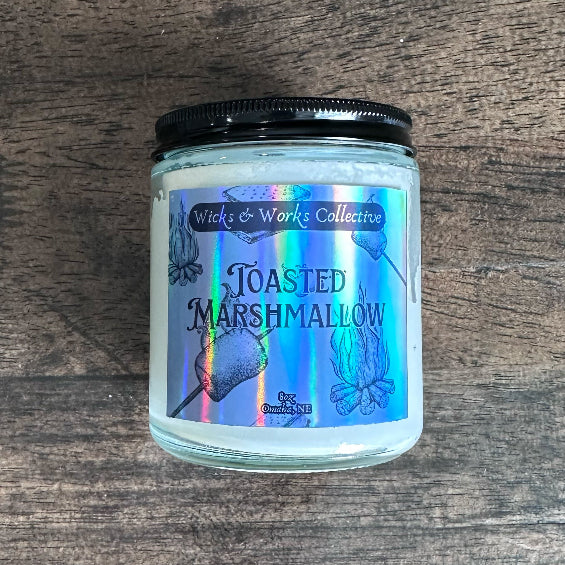 Wicks & Works Collective
Toasted
Marshmallow
8oz
Omaha, NE